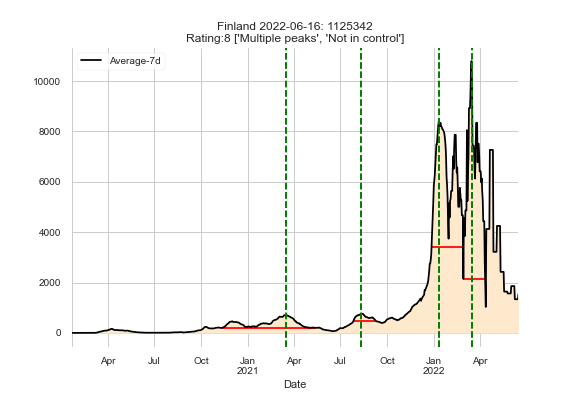 Finland 2022-06-16: 1125342
Rating:8 ['Multiple peaks', 'Not in control']
Average-7d
10000
8000
6000
4000
2000
0
Apr Jul Oct Jan Apr Jul Oct Jan Apr
2021 2022
Date